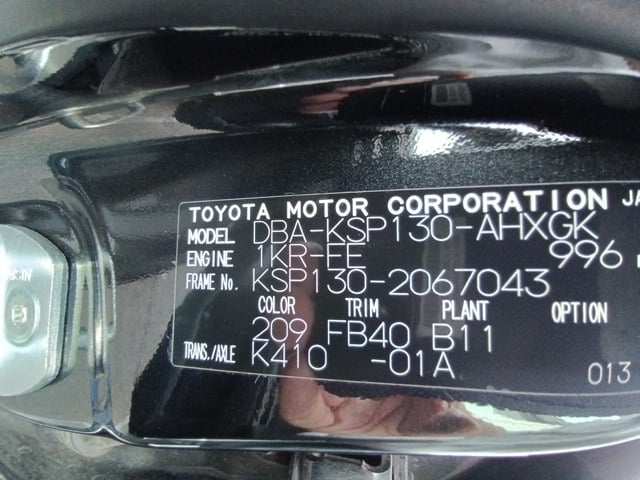 TOYOTA MOTOR CORPORATION JA
MODEL DBA-KSP130-AHXGK
ENGINE 1KR-FE 996
FRAME No. KSP130-2067043
COLOR TRIM PLANT OPTION
209 FB40 B11
TRANS./AXLE K410 -01A
013